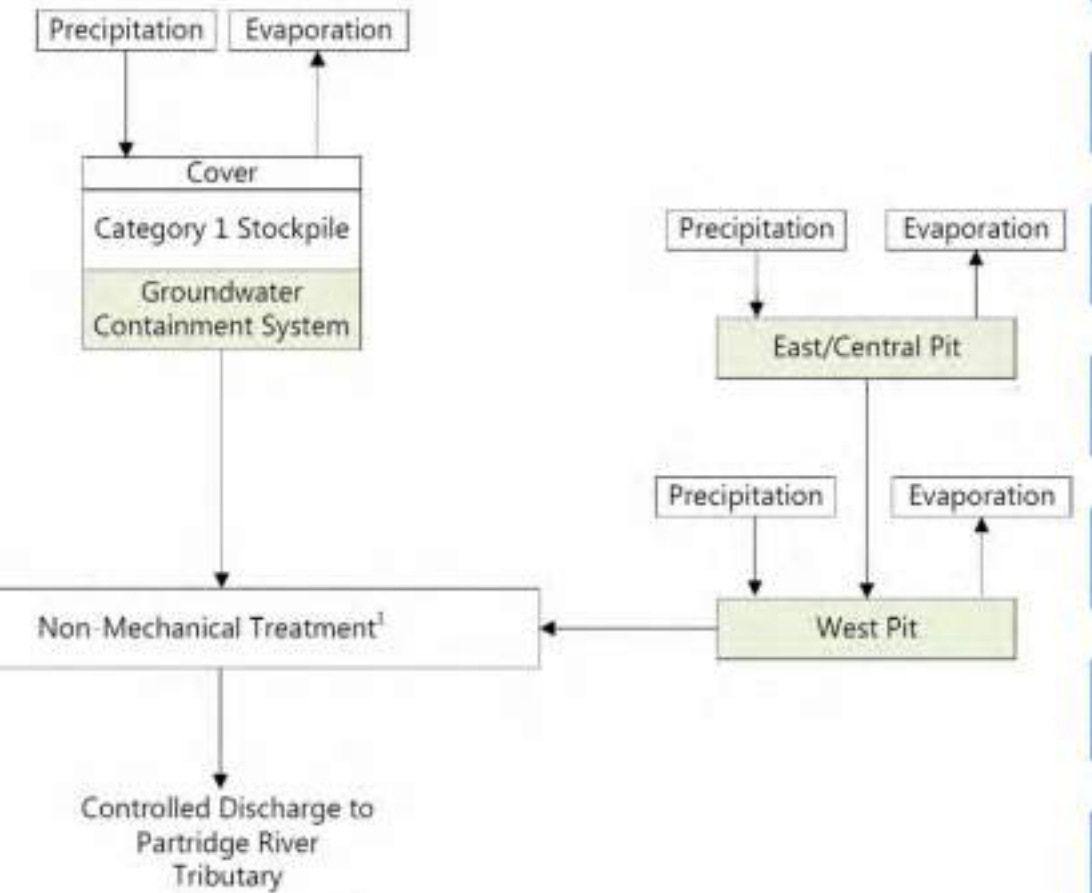 Precipitation
Evaporation
Cover
Category 1 Stockpile
Groundwater
Containment System
Precipitation
Evaporation
East/Central Pit
Precipitation
Evaporation
Non-Mechanical Treatment¹
West Pit
Controlled Discharge to
Partridge River
Tributary